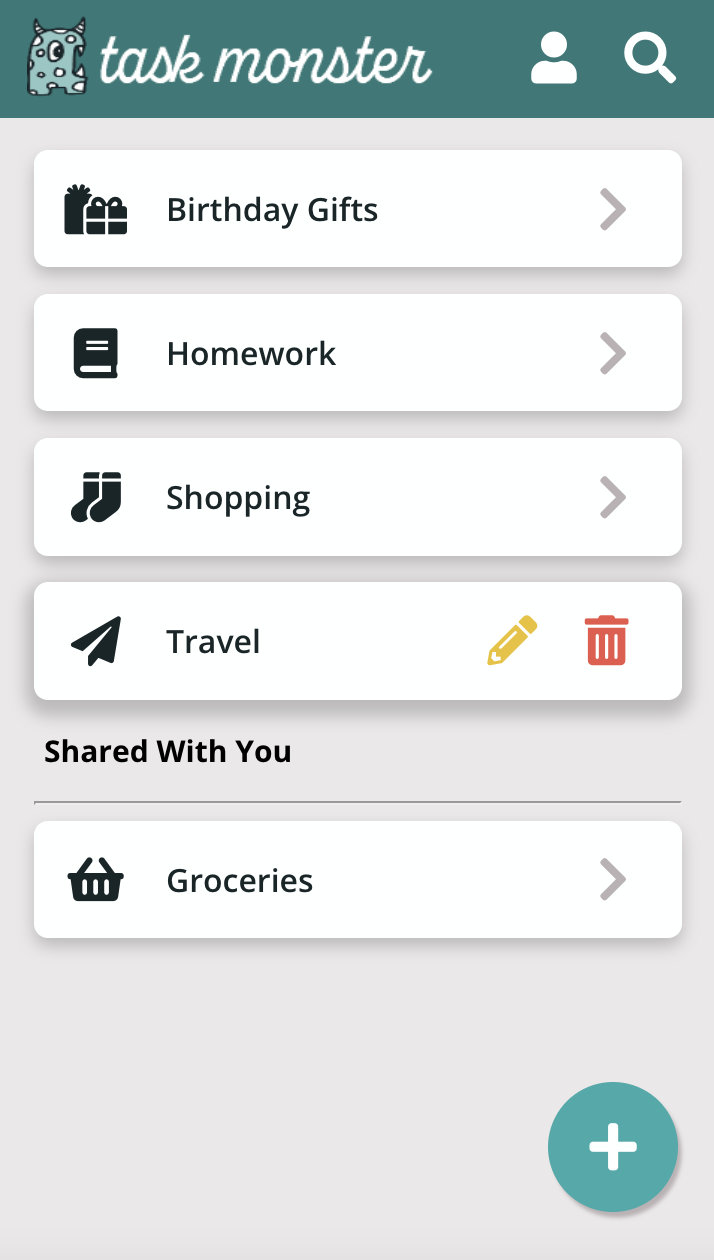 task monster
Birthday Gifts
Homework
Shopping
Travel
Shared With You
Groceries